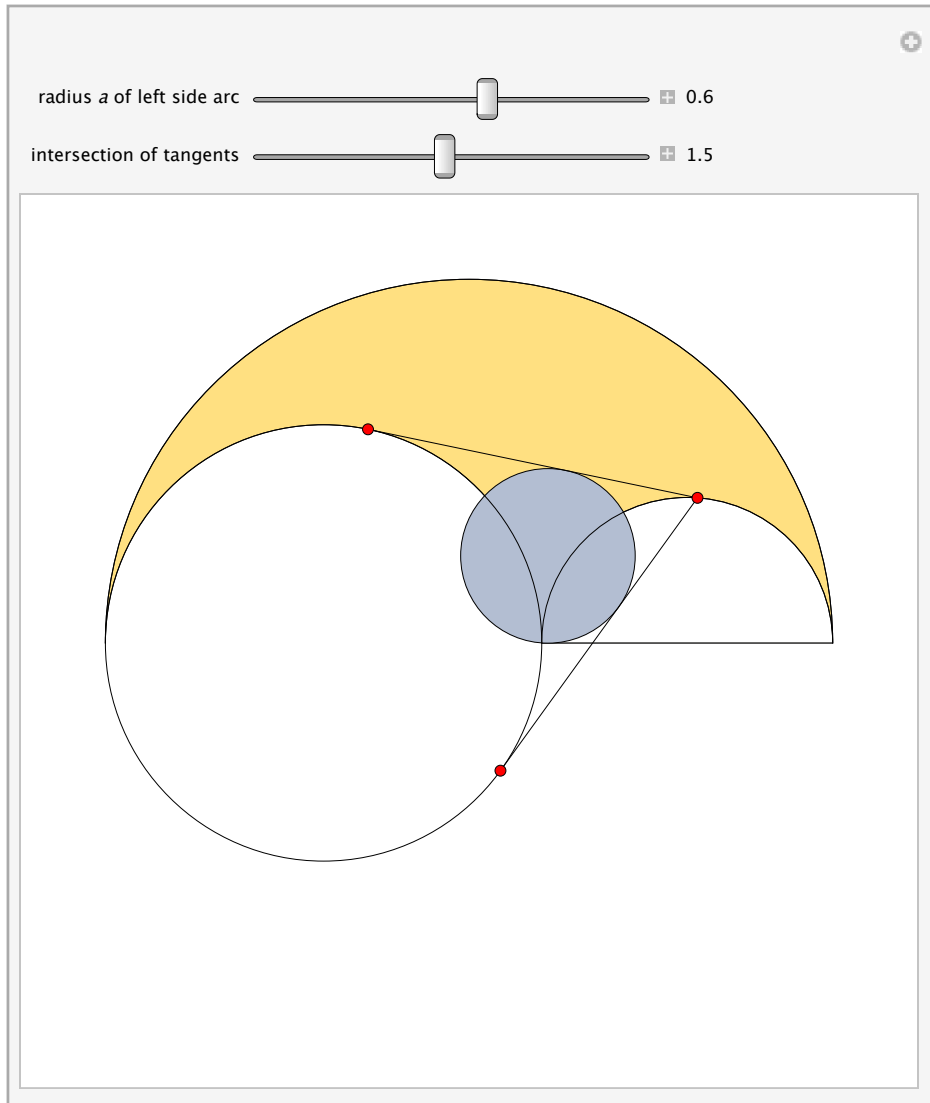 radius a of left side arc 0.6
intersection of tangents 1.5